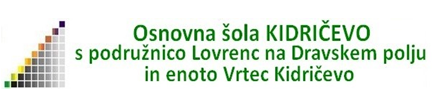 Osnovna šola KIDRIČEVO
s podružnico Lovrenc na Dravskem polju
in enoto Vrtec Kidričevo